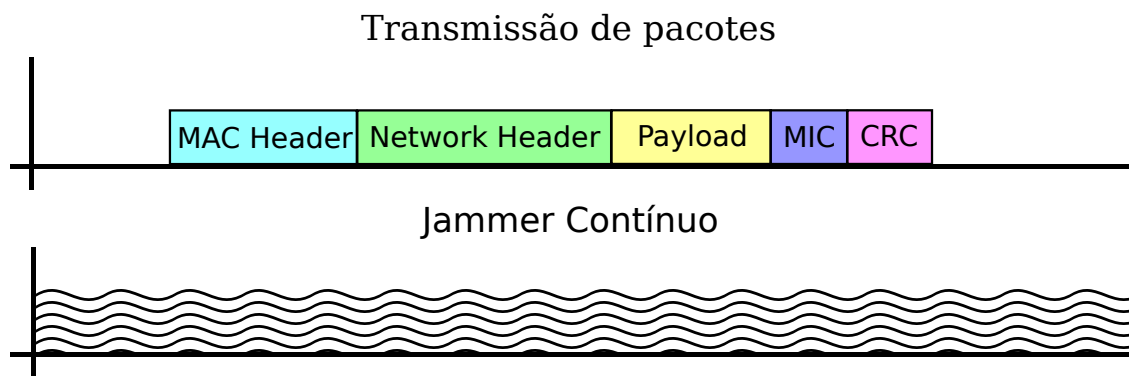 Transmissão de pacotes
MAC Header Network Header Payload MIC CRC
Jammer Contínuo